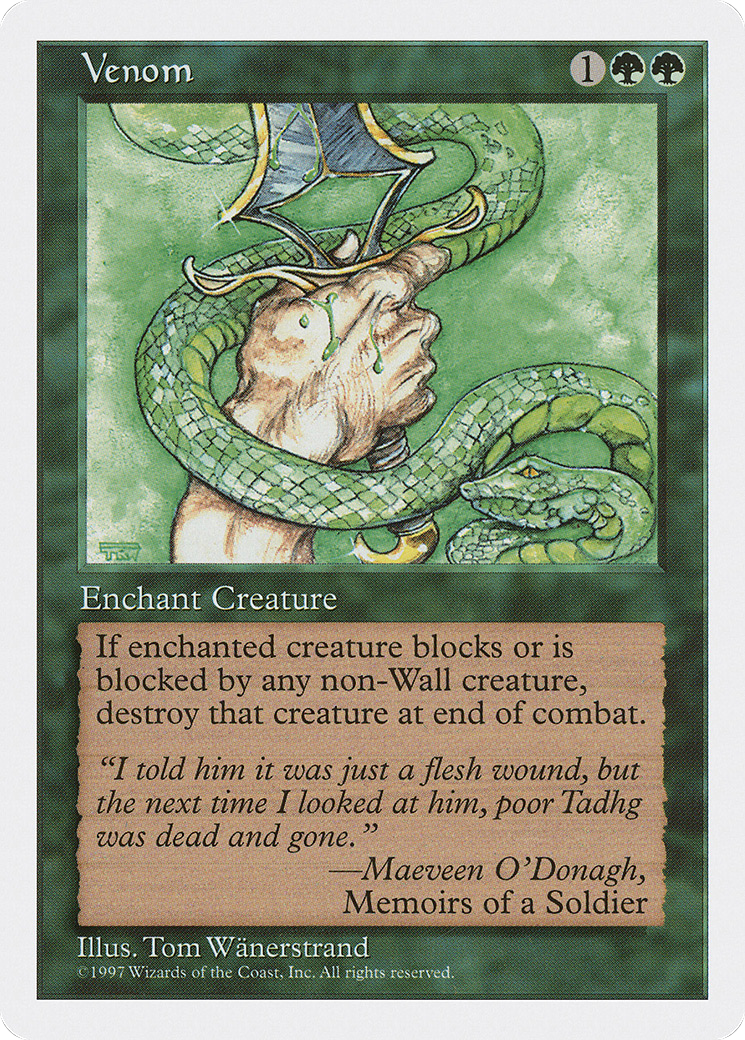 Venom
1
TGW
Enchant Creature
If enchanted creature blocks or is
blocked by any non-Wall creature,
destroy that creature at end of combat.
“I told him it was just a flesh wound, but
the next time I looked at him, poor Tadhg
was dead and gone.”
—Maeveen O’Donagh,
Memoirs of a Soldier
Illus. Tom Wänerstrand
©1997 Wizards of the Coast, Inc. All rights reserved.